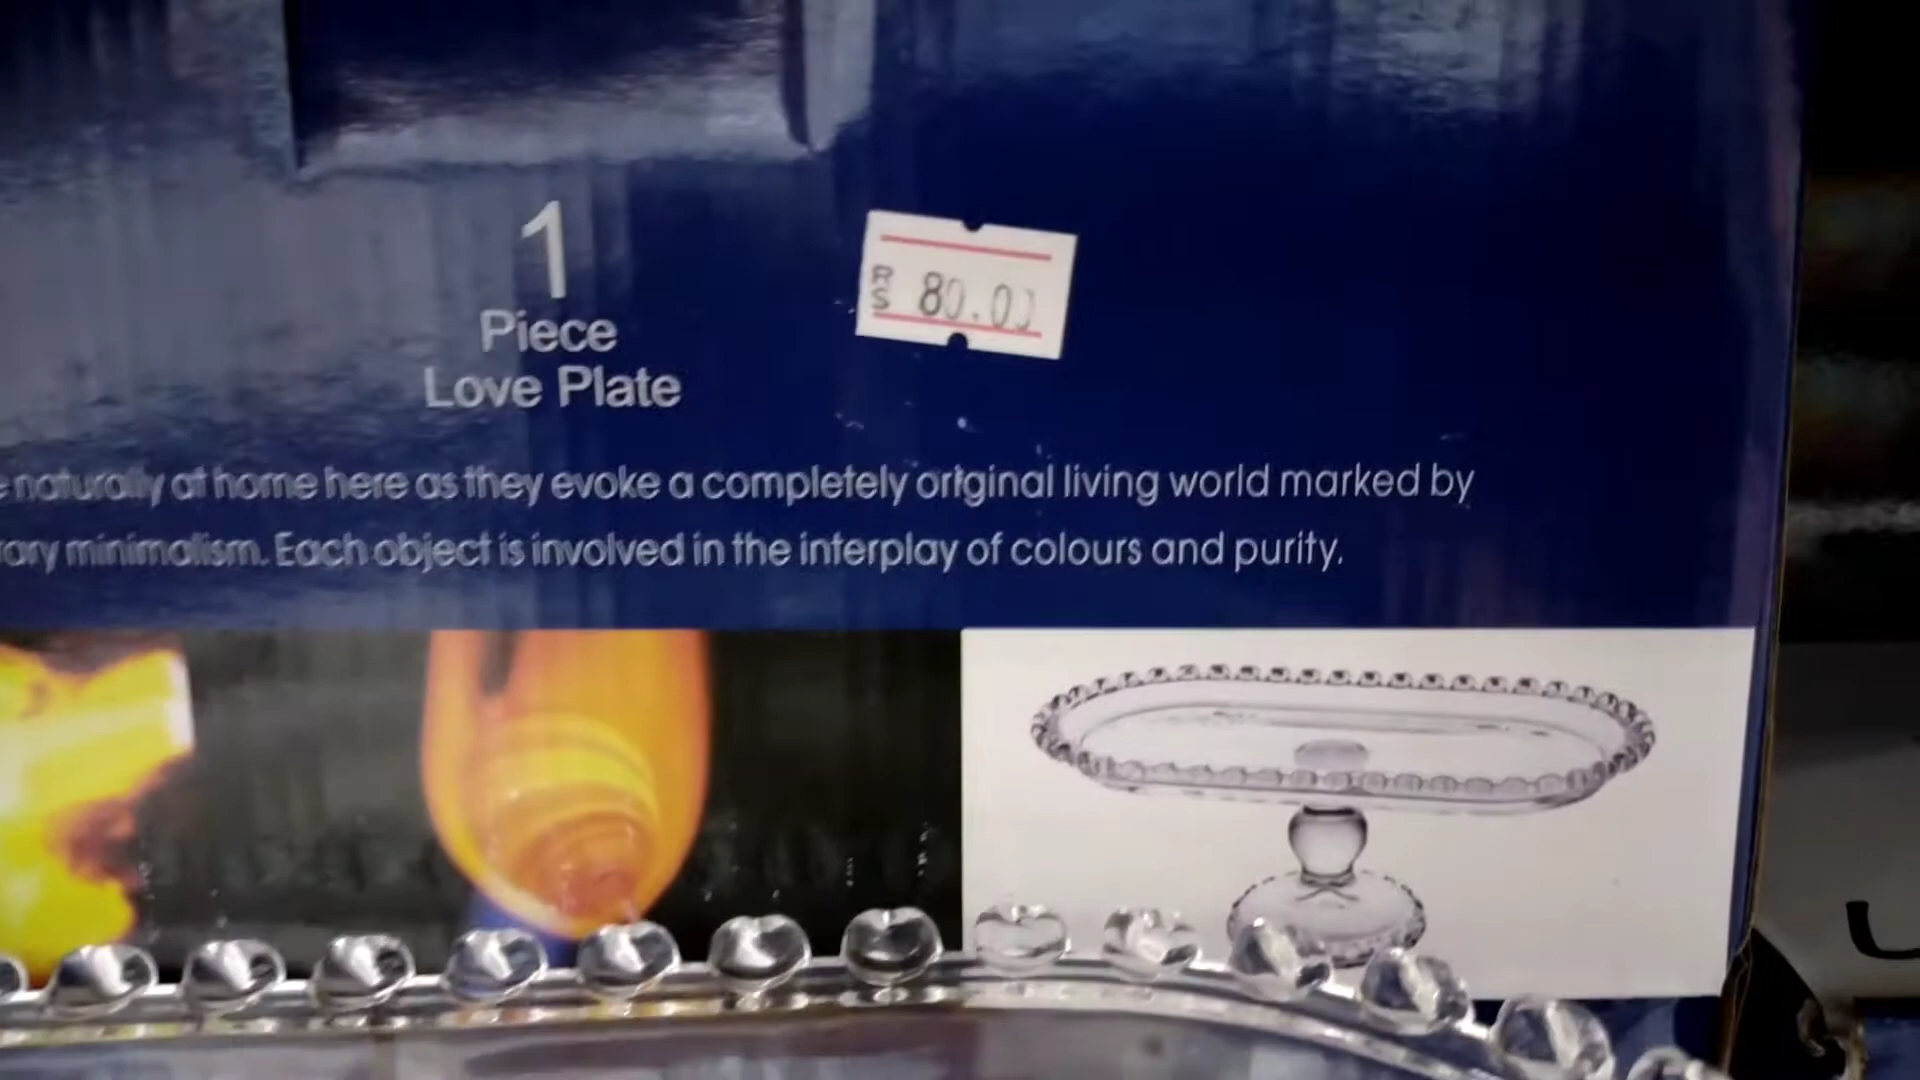 1
Piece
Love Plate
RS 80.00
naturally at home here as they evoke a completely original living world marked by
minimalism. Each object is involved in the interplay of colours and purity.